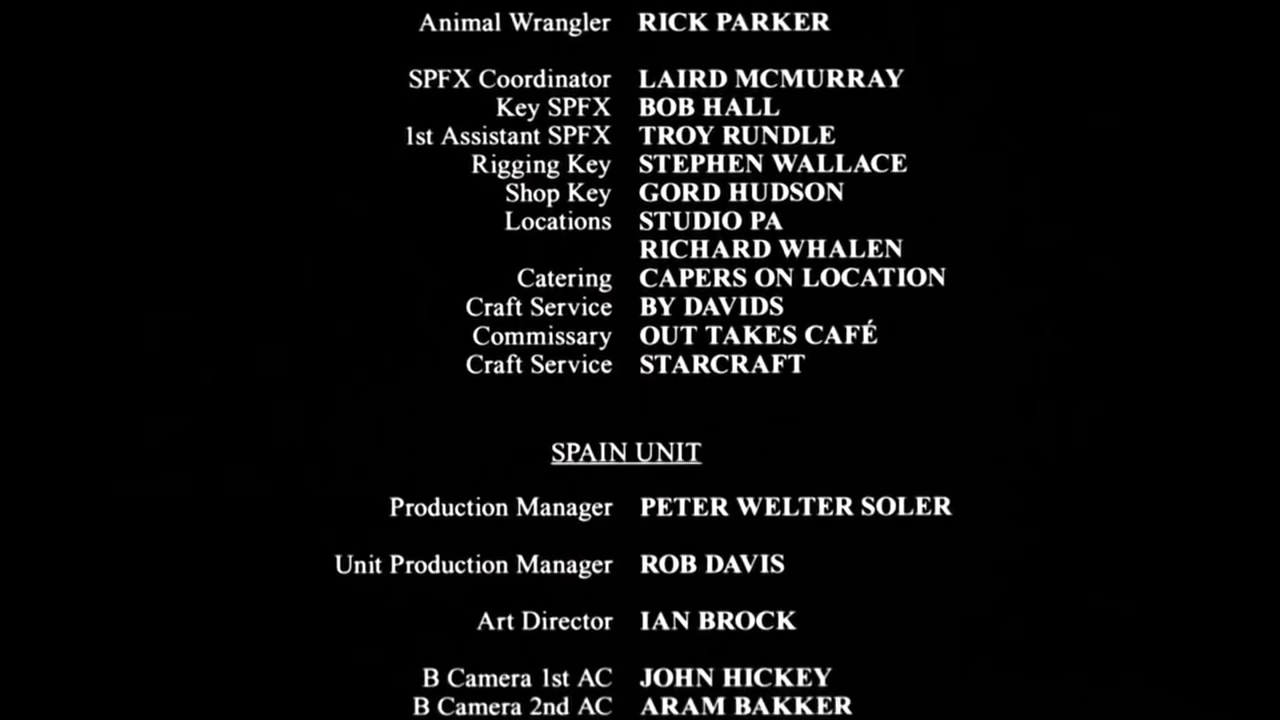 Animal Wrangler RICK PARKER
SPFX Coordinator LAIRD MCMURRAY
Key SPFX BOB HALL
1st Assistant SPFX TROY RUNDLE
Rigging Key STEPHEN WALLACE
Shop Key GORD HUDSON
Locations STUDIO PA
RICHARD WHALEN
Catering CAPERS ON LOCATION
Craft Service BY DAVIDS
Commissary OUT TAKES CAFÉ
Craft Service STARCRAFT
SPAIN UNIT
Production Manager PETER WELTER SOLER
Unit Production Manager ROB DAVIS
Art Director IAN BROCK
B Camera 1st AC JOHN HICKEY
B Camera 2nd AC ARAM BAKKER